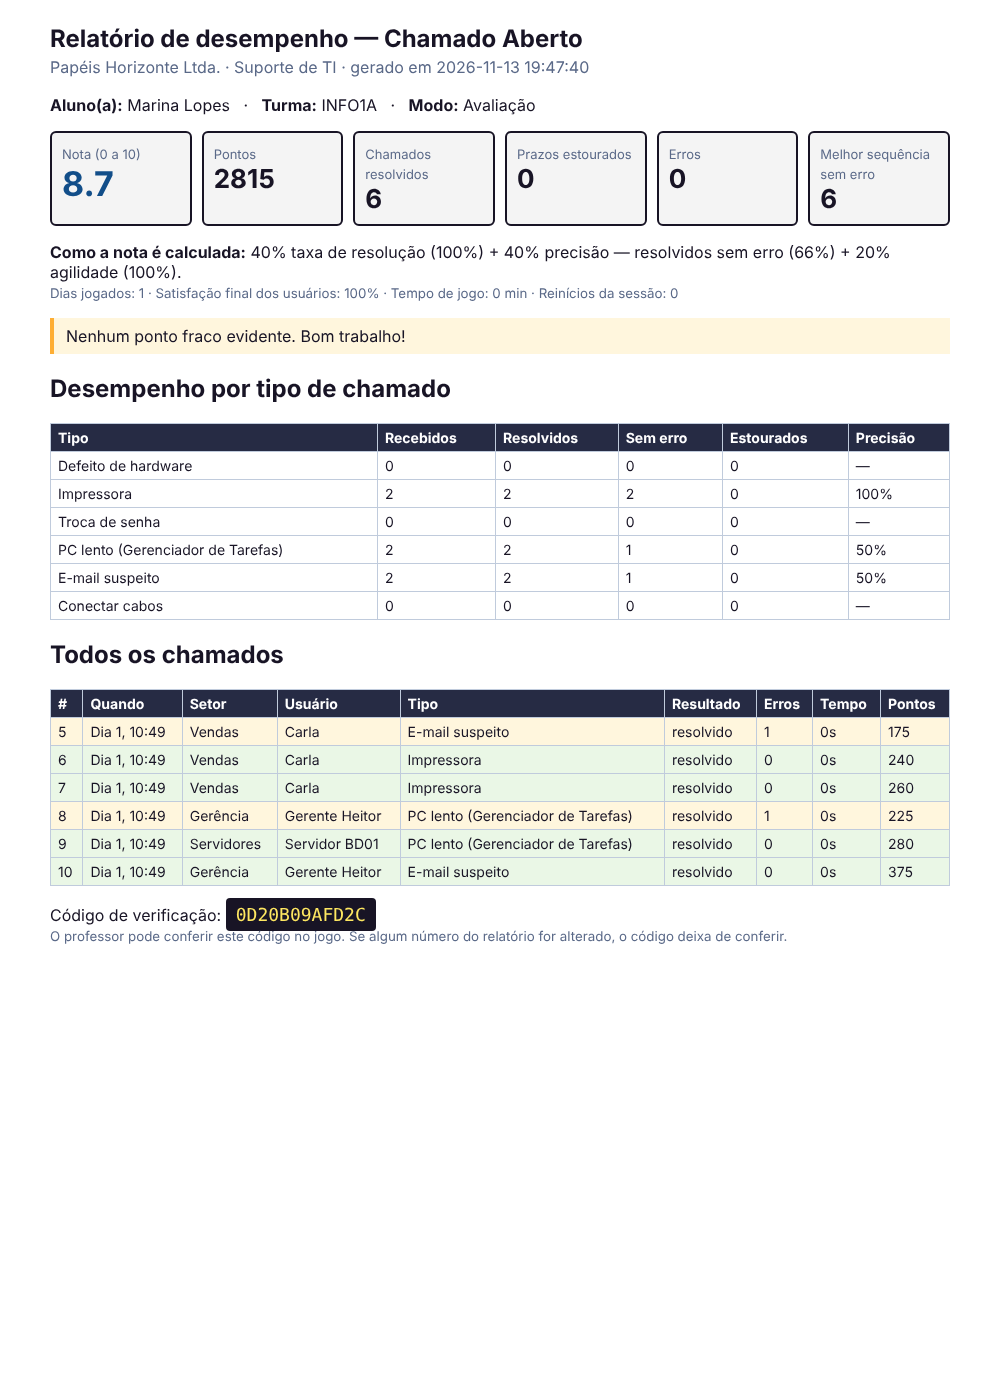 Relatório de desempenho — Chamado Aberto
Papéis Horizonte Ltda. · Suporte de TI · gerado em 2026-11-13 19:47:40
Aluno(a): Marina Lopes · Turma: INFO1A · Modo: Avaliação
Nota (0 a 10)
8.7
Pontos
2815
Chamados
resolvidos
6
Prazos estourados
0
Erros
0
Melhor sequência
sem erro
6
Como a nota é calculada: 40% taxa de resolução (100%) + 40% precisão — resolvidos sem erro (66%) + 20%
agilidade (100%).
Dias jogados: 1 · Satisfação final dos usuários: 100% · Tempo de jogo: 0 min · Reinícios da sessão: 0
Nenhum ponto fraco evidente. Bom trabalho!
Desempenho por tipo de chamado
Tipo Recebidos Resolvidos Sem erro Estourados Precisão
Defeito de hardware 0 0 0 0 —
Impressora 2 2 2 0 100%
Troca de senha 0 0 0 0 —
PC lento (Gerenciador de Tarefas) 2 2 1 0 50%
E-mail suspeito 2 2 1 0 50%
Conectar cabos 0 0 0 0 —
Todos os chamados
# Quando Setor Usuário Tipo Resultado Erros Tempo Pontos
5 Dia 1, 10:49 Vendas Carla E-mail suspeito resolvido 1 0s 175
6 Dia 1, 10:49 Vendas Carla Impressora resolvido 0 0s 240
7 Dia 1, 10:49 Vendas Carla Impressora resolvido 0 0s 260
8 Dia 1, 10:49 Gerência Gerente Heitor PC lento (Gerenciador de Tarefas) resolvido 1 0s 225
9 Dia 1, 10:49 Servidores Servidor BD01 PC lento (Gerenciador de Tarefas) resolvido 0 0s 280
10 Dia 1, 10:49 Gerência Gerente Heitor E-mail suspeito resolvido 0 0s 375
Código de verificação: 0D20B09AFD2C
O professor pode conferir este código no jogo. Se algum número do relatório for alterado, o código deixa de conferir.